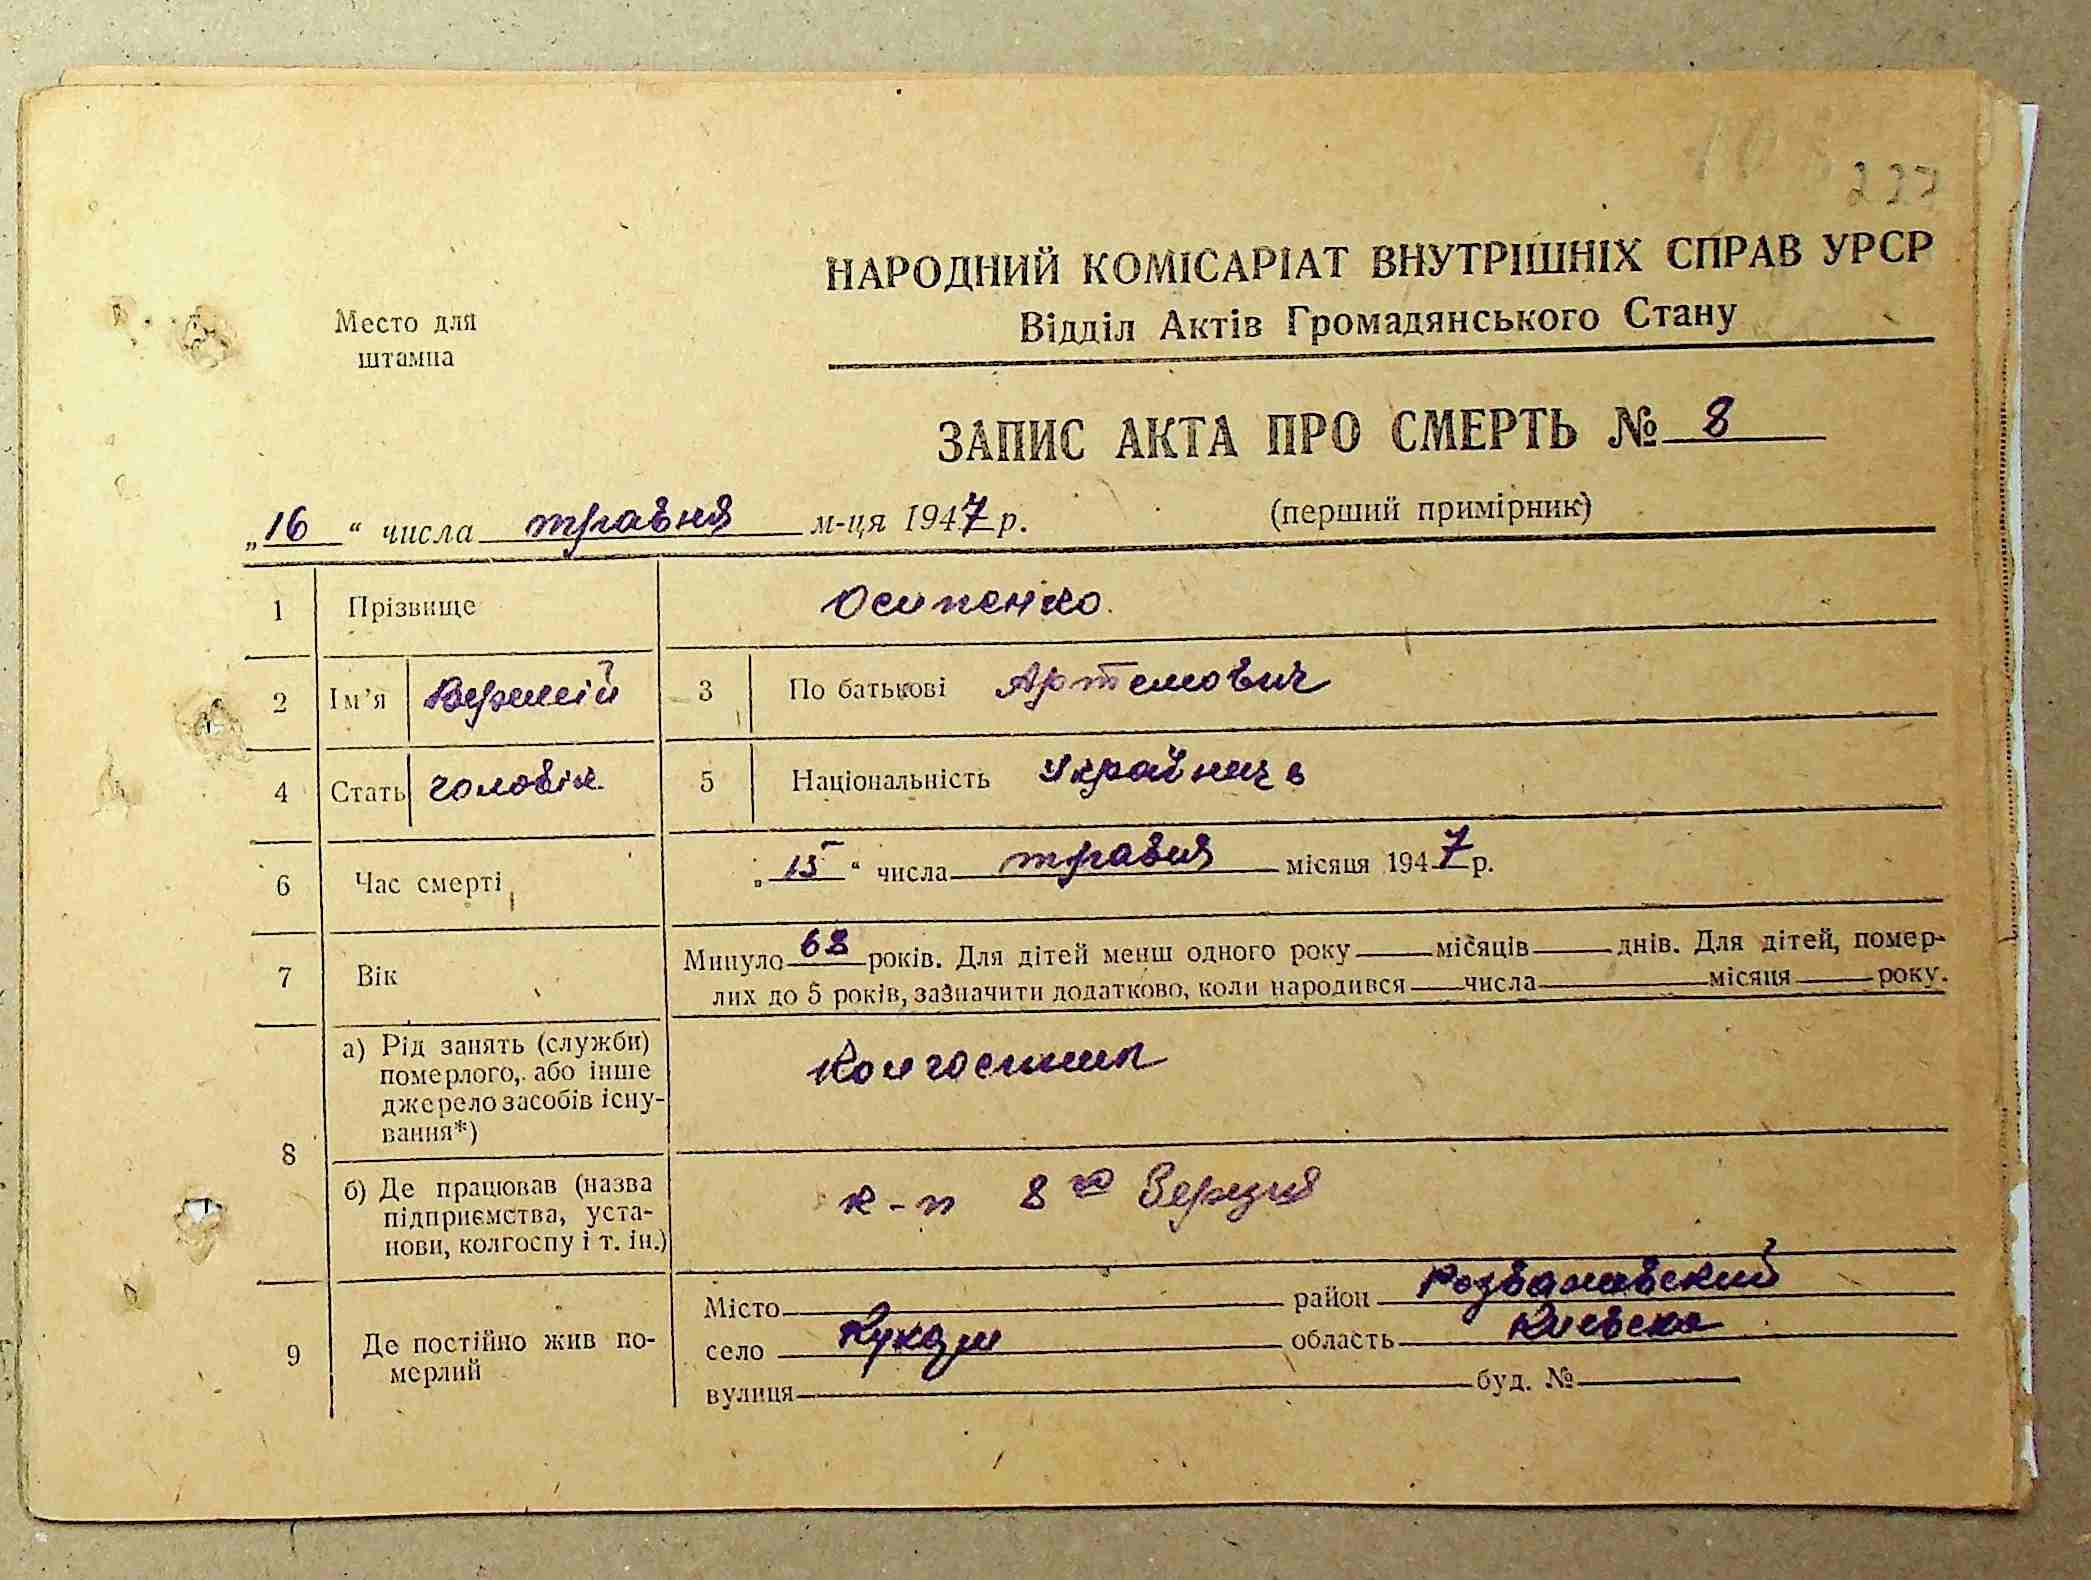 227
НАРОДНИЙ КОМІСАРІАТ ВНУТРІШНІХ СПРАВ УРСР
Відділ Актів Громадянського Стану
Место для
штампа
ЗАПИС АКТА ПРО СМЕРТЬ № 8
„16“ числа травня м-ця 1947 р. (перший примірник)
1 Прізвище Осипенко.
2 Ім'я 3 По батькові Артемович
4 Стать чоловік 5 Національність Українець
6 Час смерті „15“ числа травня місяця 1947 р.
7 Вік Минуло 68 років. Для дітей менш одного року — місяців — днів. Для дітей, помер-
лих до 5 років, зазначити додатково, коли народився — числа — місяця — року.
8 а) Рід занять (служби)
померлого, або інше
джерело засобів існу-
вання*)
Колгоспник
б) Де працював (назва
підприємства, уста-
нови, колгоспу і т. ін.)
к-п 8го Березня
9 Де постійно жив по-
мерлий
Місто район Розважевский
село область Киевска
вулиця буд. №